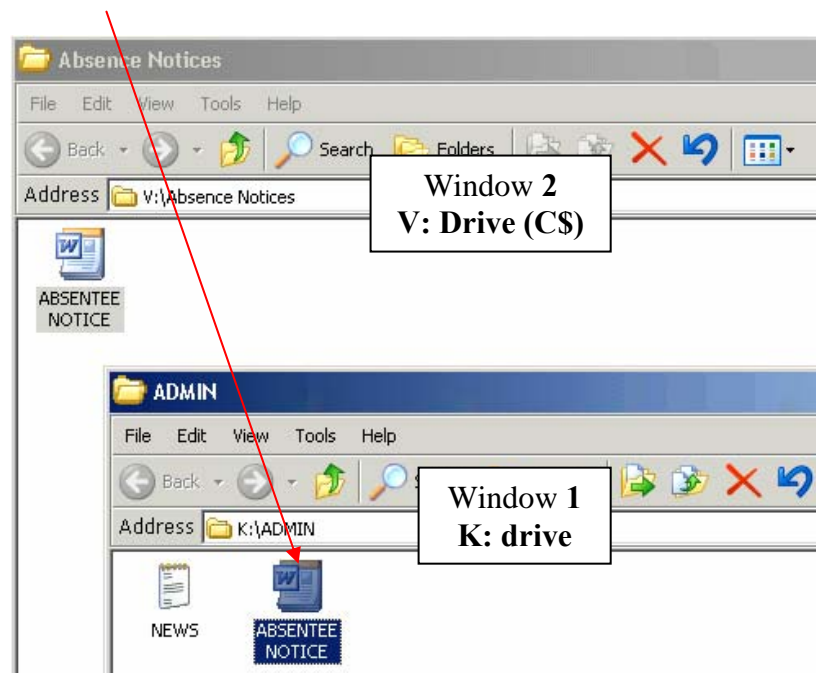 Absence Notices
File Edit View Tools Help
Back Search Folders
Address V:\Absence Notices
Window 2
V: Drive (C$)
ABSENTEE
NOTICE
ADMIN
File Edit View Tools Help
Back
Address K:\ADMIN
Window 1
K: drive
NEWS
ABSENTEE
NOTICE